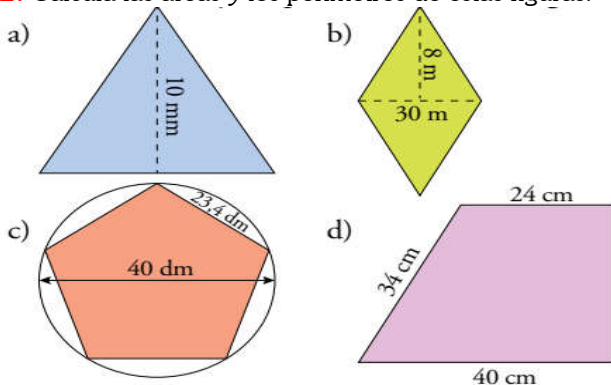 2. Calcula las áreas y los perímetros de estas figuras:
a)
10 mm
b)
8 m
30 m
c)
23,4 dm
40 dm
d)
24 cm
34 cm
40 cm